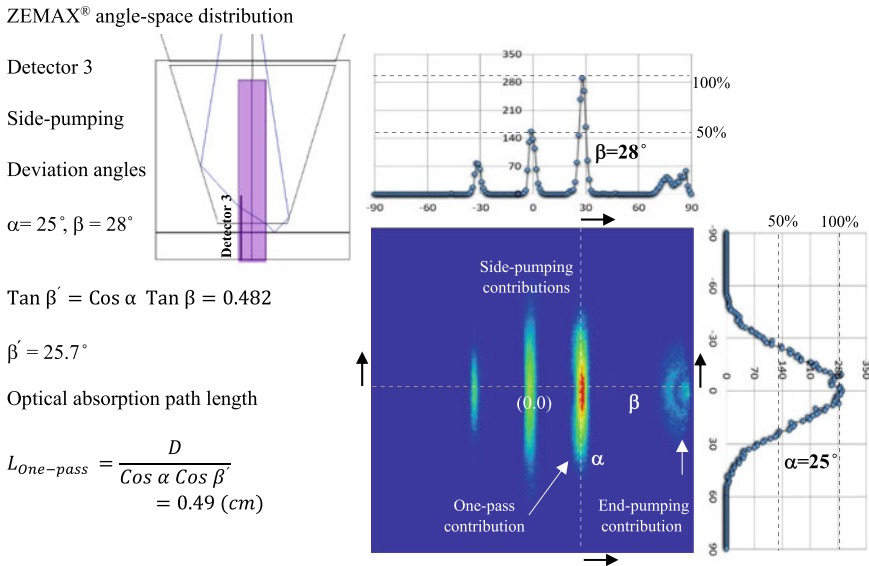 ZEMAX® angle-space distribution
Detector 3
Side-pumping
Deviation angles
α= 25°, β = 28°
Tan β′ = Cos α Tan β = 0.482
β′ = 25.7°
Optical absorption path length
L One−pass = D / Cos α Cos β′
= 0.49 (cm)
Detector 3
350
280
210
140
70
0
100%
50%
β=28°
-90
-30
0
30
90
Side-pumping
contributions
(0.0)
β
α
One-pass
contribution
End-pumping
contribution
50%
100%
-90
-60
-30
0
30
60
90
0
70
140
210
280
350
α=25°